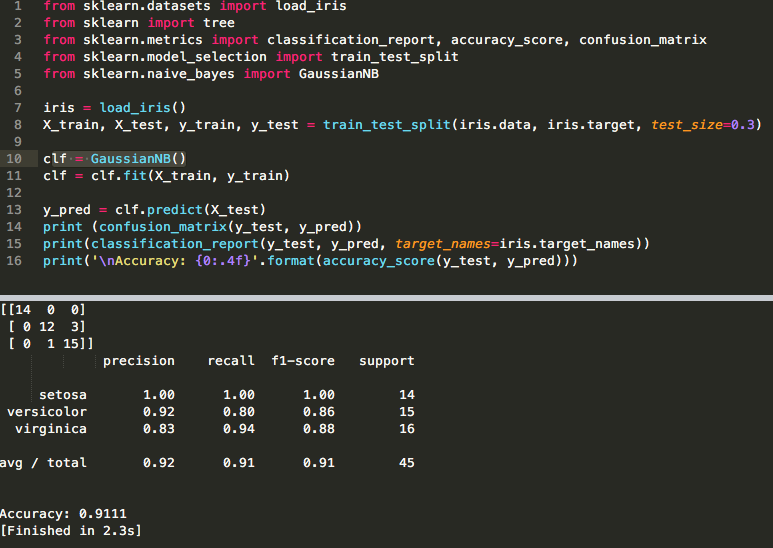 1 from sklearn.datasets import load_iris
2 from sklearn import tree
3 from sklearn.metrics import classification_report, accuracy_score, confusion_matrix
4 from sklearn.model_selection import train_test_split
5 from sklearn.naive_bayes import GaussianNB
6
7 iris = load_iris()
8 X_train, X_test, y_train, y_test = train_test_split(iris.data, iris.target, test_size=0.3)
9
10 clf = GaussianNB()
11 clf = clf.fit(X_train, y_train)
12
13 y_pred = clf.predict(X_test)
14 print (confusion_matrix(y_test, y_pred))
15 print(classification_report(y_test, y_pred, target_names=iris.target_names))
16 print('\nAccuracy: {0:.4f}'.format(accuracy_score(y_test, y_pred)))
[[14  0  0]
 [ 0 12  3]
 [ 0  1 15]]
             precision    recall  f1-score   support

     setosa       1.00      1.00      1.00        14
 versicolor       0.92      0.80      0.86        15
  virginica       0.83      0.94      0.88        16

avg / total       0.92      0.91      0.91        45


Accuracy: 0.9111
[Finished in 2.3s]